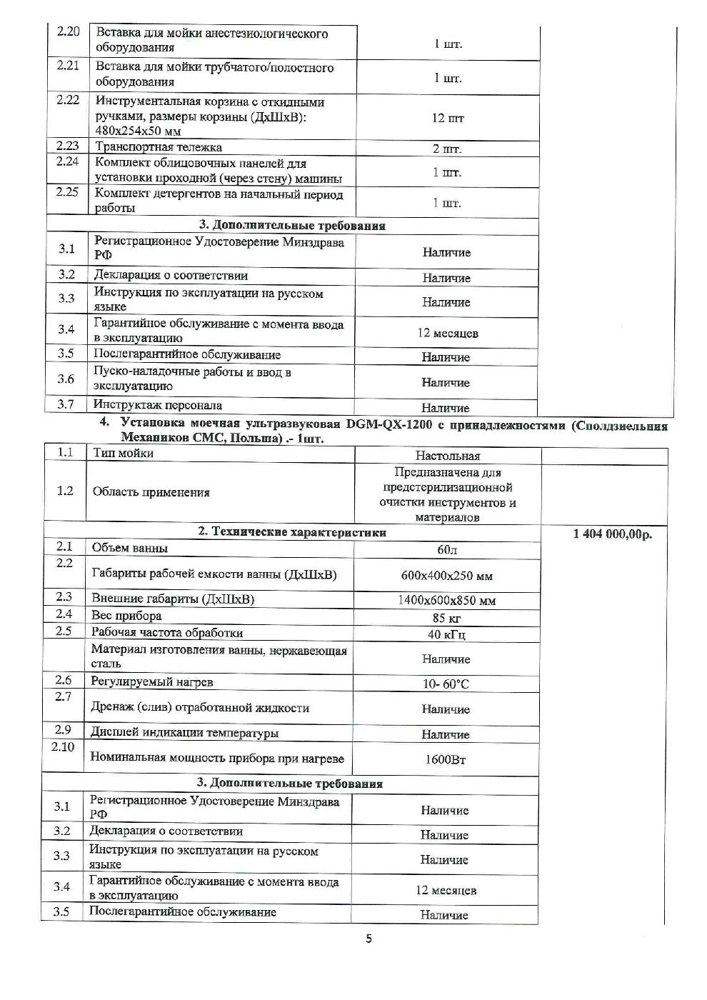 2.20 Вставка для мойки анестезиологического
оборудования 1 шт.
2.21 Вставка для мойки трубчатого/полостного
оборудования 1 шт.
2.22 Инструментальная корзина с откидными
ручками, размеры корзины (ДхШхВ): 12 шт
480х254х50 мм
2.23 Транспортная тележка 2 шт.
2.24 Комплект облицовочных панелей для
установки проходной (через стену) машины 1 шт.
2.25 Комплект детергентов на начальный период
работы 1 шт.
3. Дополнительные требования
3.1 Регистрационное Удостоверение Минздрава
РФ Наличие
3.2 Декларация о соответствии Наличие
3.3 Инструкция по эксплуатации на русском
языке Наличие
3.4 Гарантийное обслуживание с момента ввода
в эксплуатацию 12 месяцев
3.5 Послегарантийное обслуживание Наличие
3.6 Пуско-наладочные работы и ввод в
эксплуатацию Наличие
3.7 Инструктаж персонала Наличие
4. Установка моечная ультразвуковая DGM-QX-1200 с принадлежностями (Сполдзиельния
Механиков СМС, Польша) .- 1шт.
1.1 Тип мойки Настольная
1.2 Область применения Предназначена для
предстерилизационной
очистки инструментов и
материалов
2. Технические характеристики 1 404 000,00р.
2.1 Объем ванны 60л
2.2 Габариты рабочей емкости ванны (ДхШхВ) 600х400х250 мм
2.3 Внешние габариты (ДхШхВ) 1400х600х850 мм
2.4 Вес прибора 85 кг
2.5 Рабочая частота обработки 40 кГц
Материал изготовления ванны, нержавеющая
сталь Наличие
2.6 Регулируемый нагрев 10- 60°С
2.7 Дренаж (слив) отработанной жидкости Наличие
2.9 Дисплей индикации температуры Наличие
2.10 Номинальная мощность прибора при нагреве 1600Вт
3. Дополнительные требования
3.1 Регистрационное Удостоверение Минздрава
РФ Наличие
3.2 Декларация о соответствии Наличие
3.3 Инструкция по эксплуатации на русском
языке Наличие
3.4 Гарантийное обслуживание с момента ввода
в эксплуатацию 12 месяцев
3.5 Послегарантийное обслуживание Наличие
5